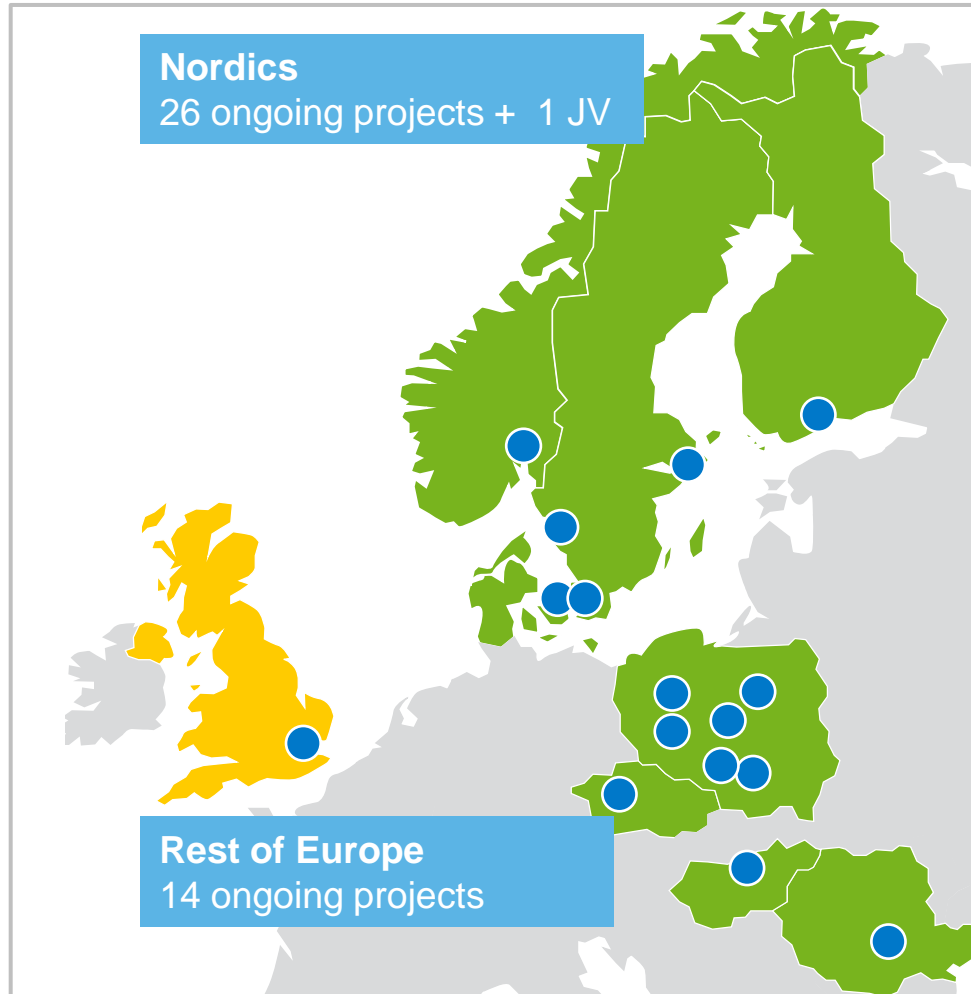 Nordics
26 ongoing projects +  1 JV
Rest of Europe
14 ongoing projects